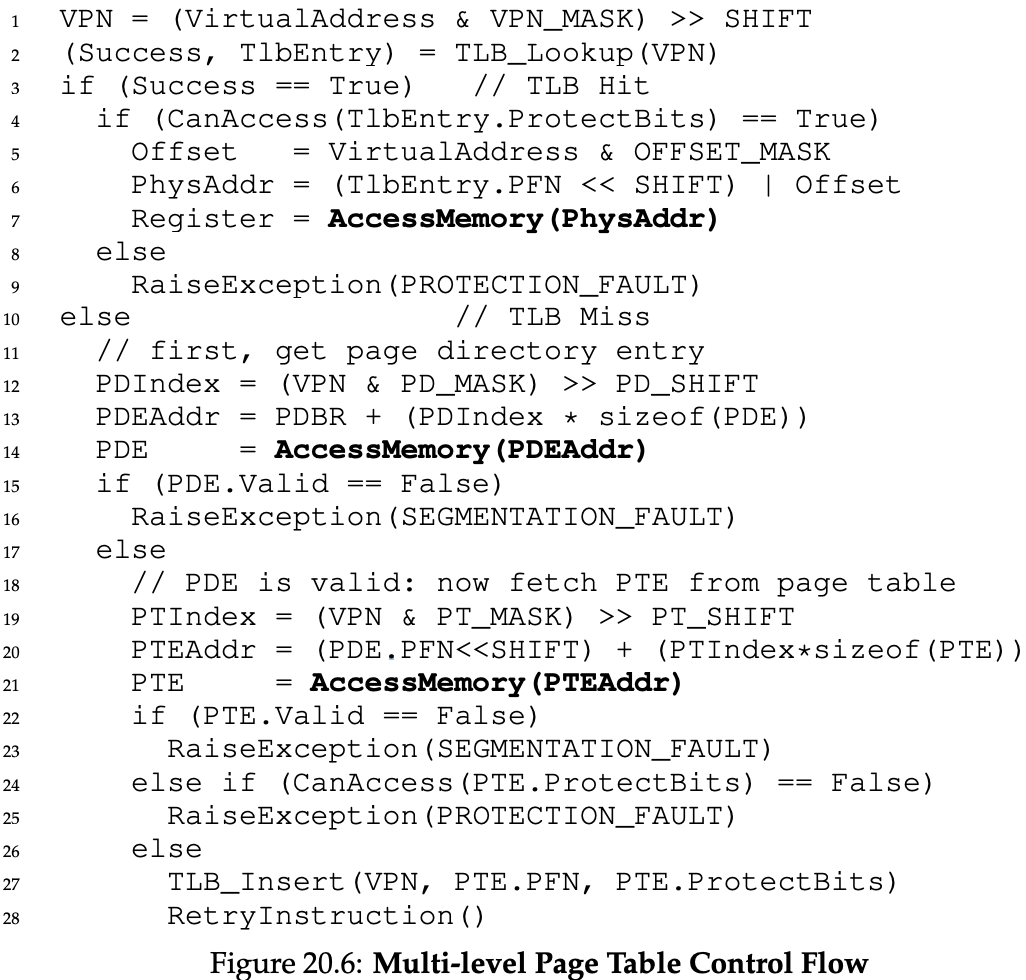 1 VPN = (VirtualAddress & VPN_MASK) >> SHIFT
2 (Success, TlbEntry) = TLB_Lookup(VPN)
3 if (Success == True) // TLB Hit
4 if (CanAccess(TlbEntry.ProtectBits) == True)
5 Offset = VirtualAddress & OFFSET_MASK
6 PhysAddr = (TlbEntry.PFN << SHIFT) | Offset
7 Register = AccessMemory(PhysAddr)
8 else
9 RaiseException(PROTECTION_FAULT)
10 else // TLB Miss
11 // first, get page directory entry
12 PDIndex = (VPN & PD_MASK) >> PD_SHIFT
13 PDEAddr = PDBR + (PDIndex * sizeof(PDE))
14 PDE = AccessMemory(PDEAddr)
15 if (PDE.Valid == False)
16 RaiseException(SEGMENTATION_FAULT)
17 else
18 // PDE is valid: now fetch PTE from page table
19 PTIndex = (VPN & PT_MASK) >> PT_SHIFT
20 PTEAddr = (PDE.PFN<<SHIFT) + (PTIndex*sizeof(PTE))
21 PTE = AccessMemory(PTEAddr)
22 if (PTE.Valid == False)
23 RaiseException(SEGMENTATION_FAULT)
24 else if (CanAccess(PTE.ProtectBits) == False)
25 RaiseException(PROTECTION_FAULT)
26 else
27 TLB_Insert(VPN, PTE.PFN, PTE.ProtectBits)
28 RetryInstruction()
Figure 20.6: Multi-level Page Table Control Flow